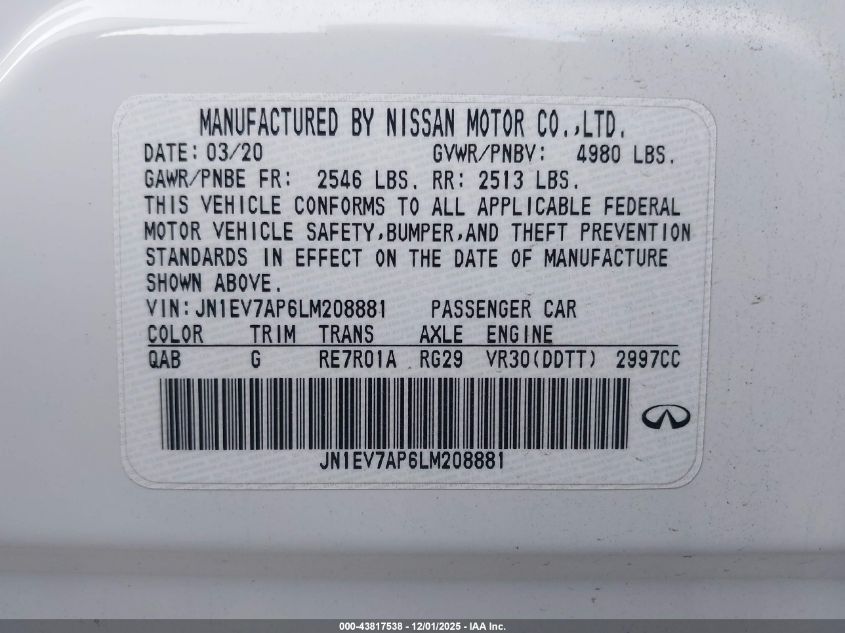 MANUFACTURED BY NISSAN MOTOR CO.,LTD.
DATE: 03/20 GVWR/PNBV: 4980 LBS.
GAWR/PNBE FR: 2546 LBS. RR: 2513 LBS.
THIS VEHICLE CONFORMS TO ALL APPLICABLE FEDERAL
MOTOR VEHICLE SAFETY,BUMPER,AND THEFT PREVENTION
STANDARDS IN EFFECT ON THE DATE OF MANUFACTURE
SHOWN ABOVE.
VIN: JN1EV7AP6LM208881 PASSENGER CAR
COLOR TRIM TRANS AXLE ENGINE
QAB G RE7R01A RG29 VR30(DDTT) 2997CC
JN1EV7AP6LM208881
000-43817538 - 12/01/2025 - IAA Inc.